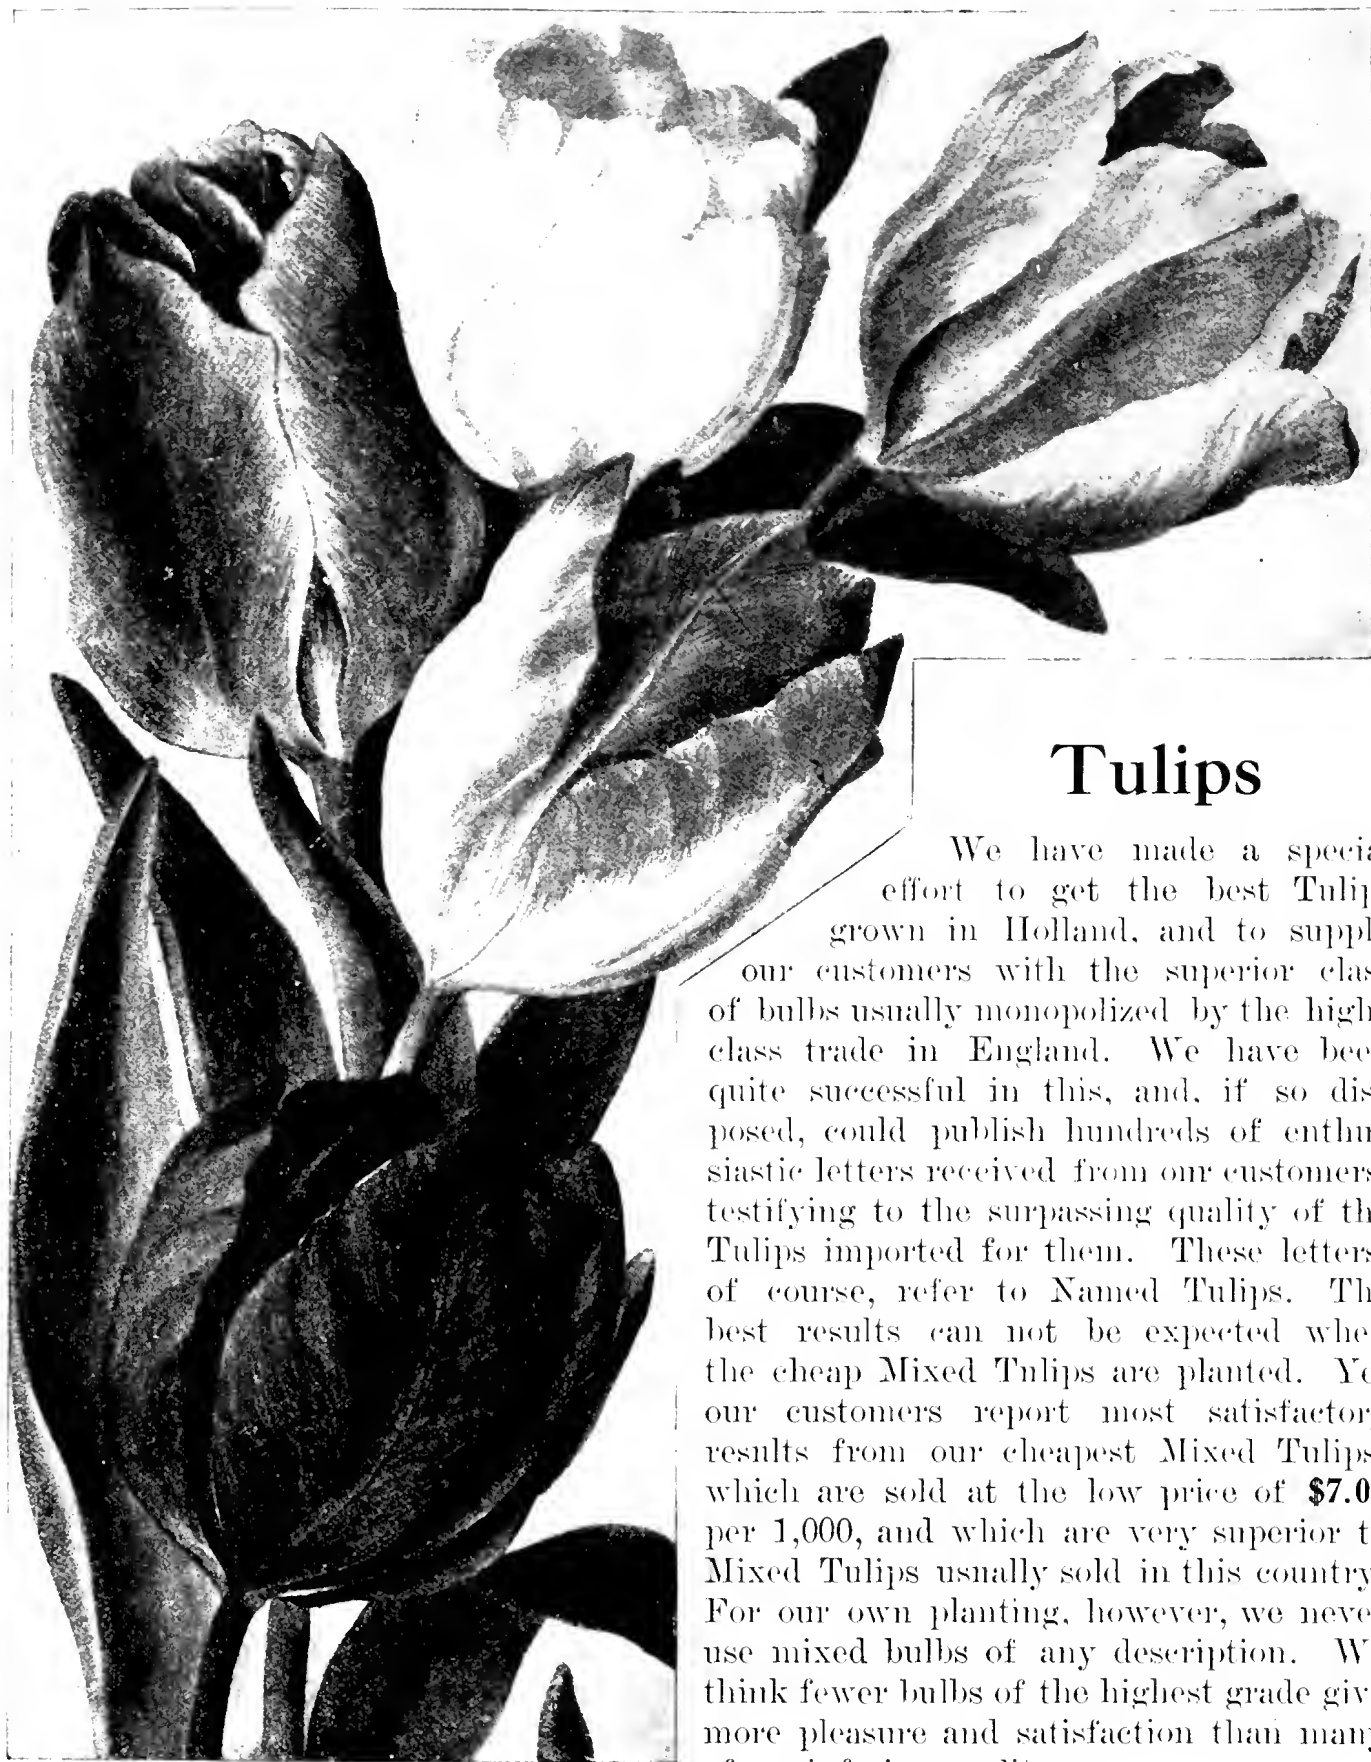 Tulips
We have made a specia
effort to get the best Tulip
grown in Holland, and to suppl
our customers with the superior clas
of bulbs usually monopolized by the high
class trade in England. We have bee
quite successful in this, and, if so dis
posed, could publish hundreds of enthu
siastic letters received from our customers
testifying to the surpassing quality of th
Tulips imported for them. These letters
of course, refer to Named Tulips. Th
best results can not be expected whe
the cheap Mixed Tulips are planted. Ye
our customers report most satisfactor
results from our cheapest Mixed Tulips
which are sold at the low price of $7.0
per 1,000, and which are very superior t
Mixed Tulips usually sold in this country
For our own planting, however, we neve
use mixed bulbs of any description. W
think fewer bulbs of the highest grade giv
more pleasure and satisfaction than man